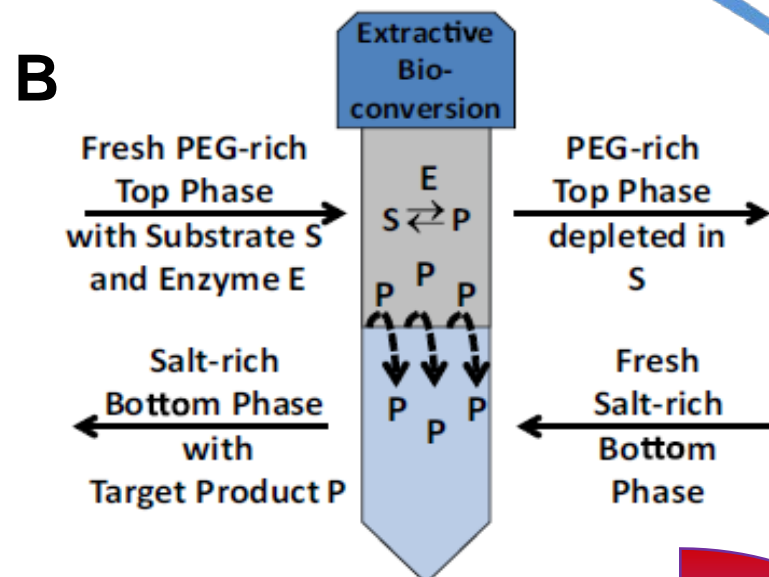 B
Extractive
Bio-
conversion
Fresh PEG-rich
Top Phase
with Substrate S
and Enzyme E
E
S ⇄ P
P
P P
PEG-rich
Top Phase
depleted in
S
Salt-rich
Bottom Phase
with
Target Product P
P P
P
Fresh
Salt-rich
Bottom
Phase